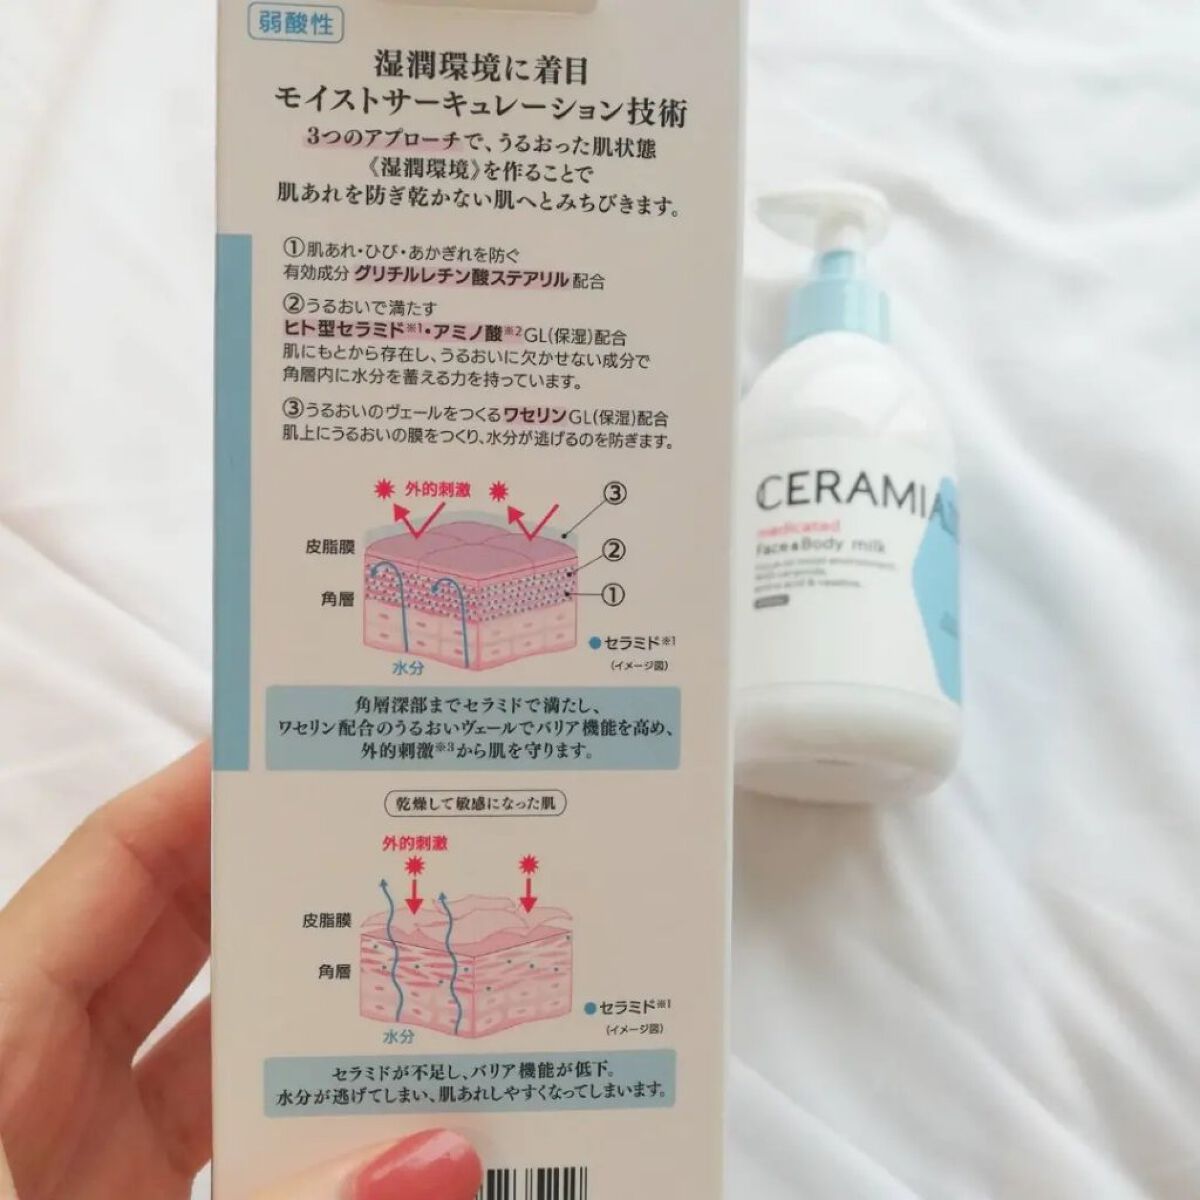 弱酸性
湿潤環境に着目
モイストサーキュレーション技術
3つのアプローチで、うるおった肌状態
《湿潤環境》を作ることで
肌あれを防ぎ乾かない肌へとみちびきます。
①肌あれ・ひび・あかぎれを防ぐ
有効成分 グリチルレチン酸ステアリル配合
②うるおいで満たす
ヒト型セラミド※1・アミノ酸※2GL(保湿)配合
肌にもとから存在し、うるおいに欠かせない成分で
角層内に水分を蓄える力を持っています。
③うるおいのヴェールをつくるワセリンGL(保湿)配合
肌上にうるおいの膜をつくり、水分が逃げるのを防ぎます。
外的刺激
③
皮脂膜
②
角層
①
セラミド※1
水分
(イメージ図)
角層深部までセラミドで満たし、
ワセリン配合のうるおいヴェールでバリア機能を高め、
外的刺激※3から肌を守ります。
乾燥して敏感になった肌
外的刺激
皮脂膜
角層
セラミド※1
水分
(イメージ図)
セラミドが不足し、バリア機能が低下。
水分が逃げてしまい、肌あれしやすくなってしまいます。
CERAMIA
medicated
Face&Body milk